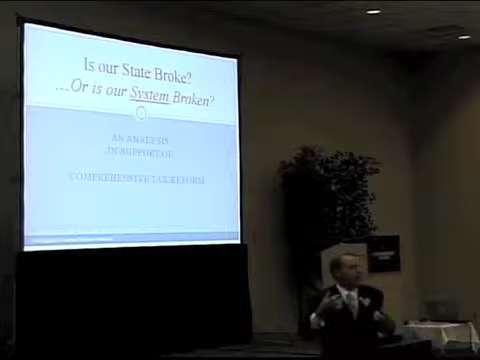 Is our State Broke?
...Or is our System Broken?
AN ANALYSIS
IN SUPPORT OF
COMPREHENSIVE TAX REFORM